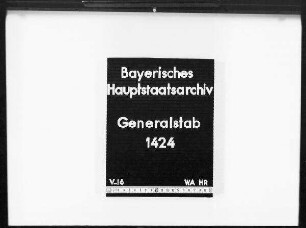 Bayerisches
Hauptstaatsarchiv
Generalstab
1424
V-16 WA HR